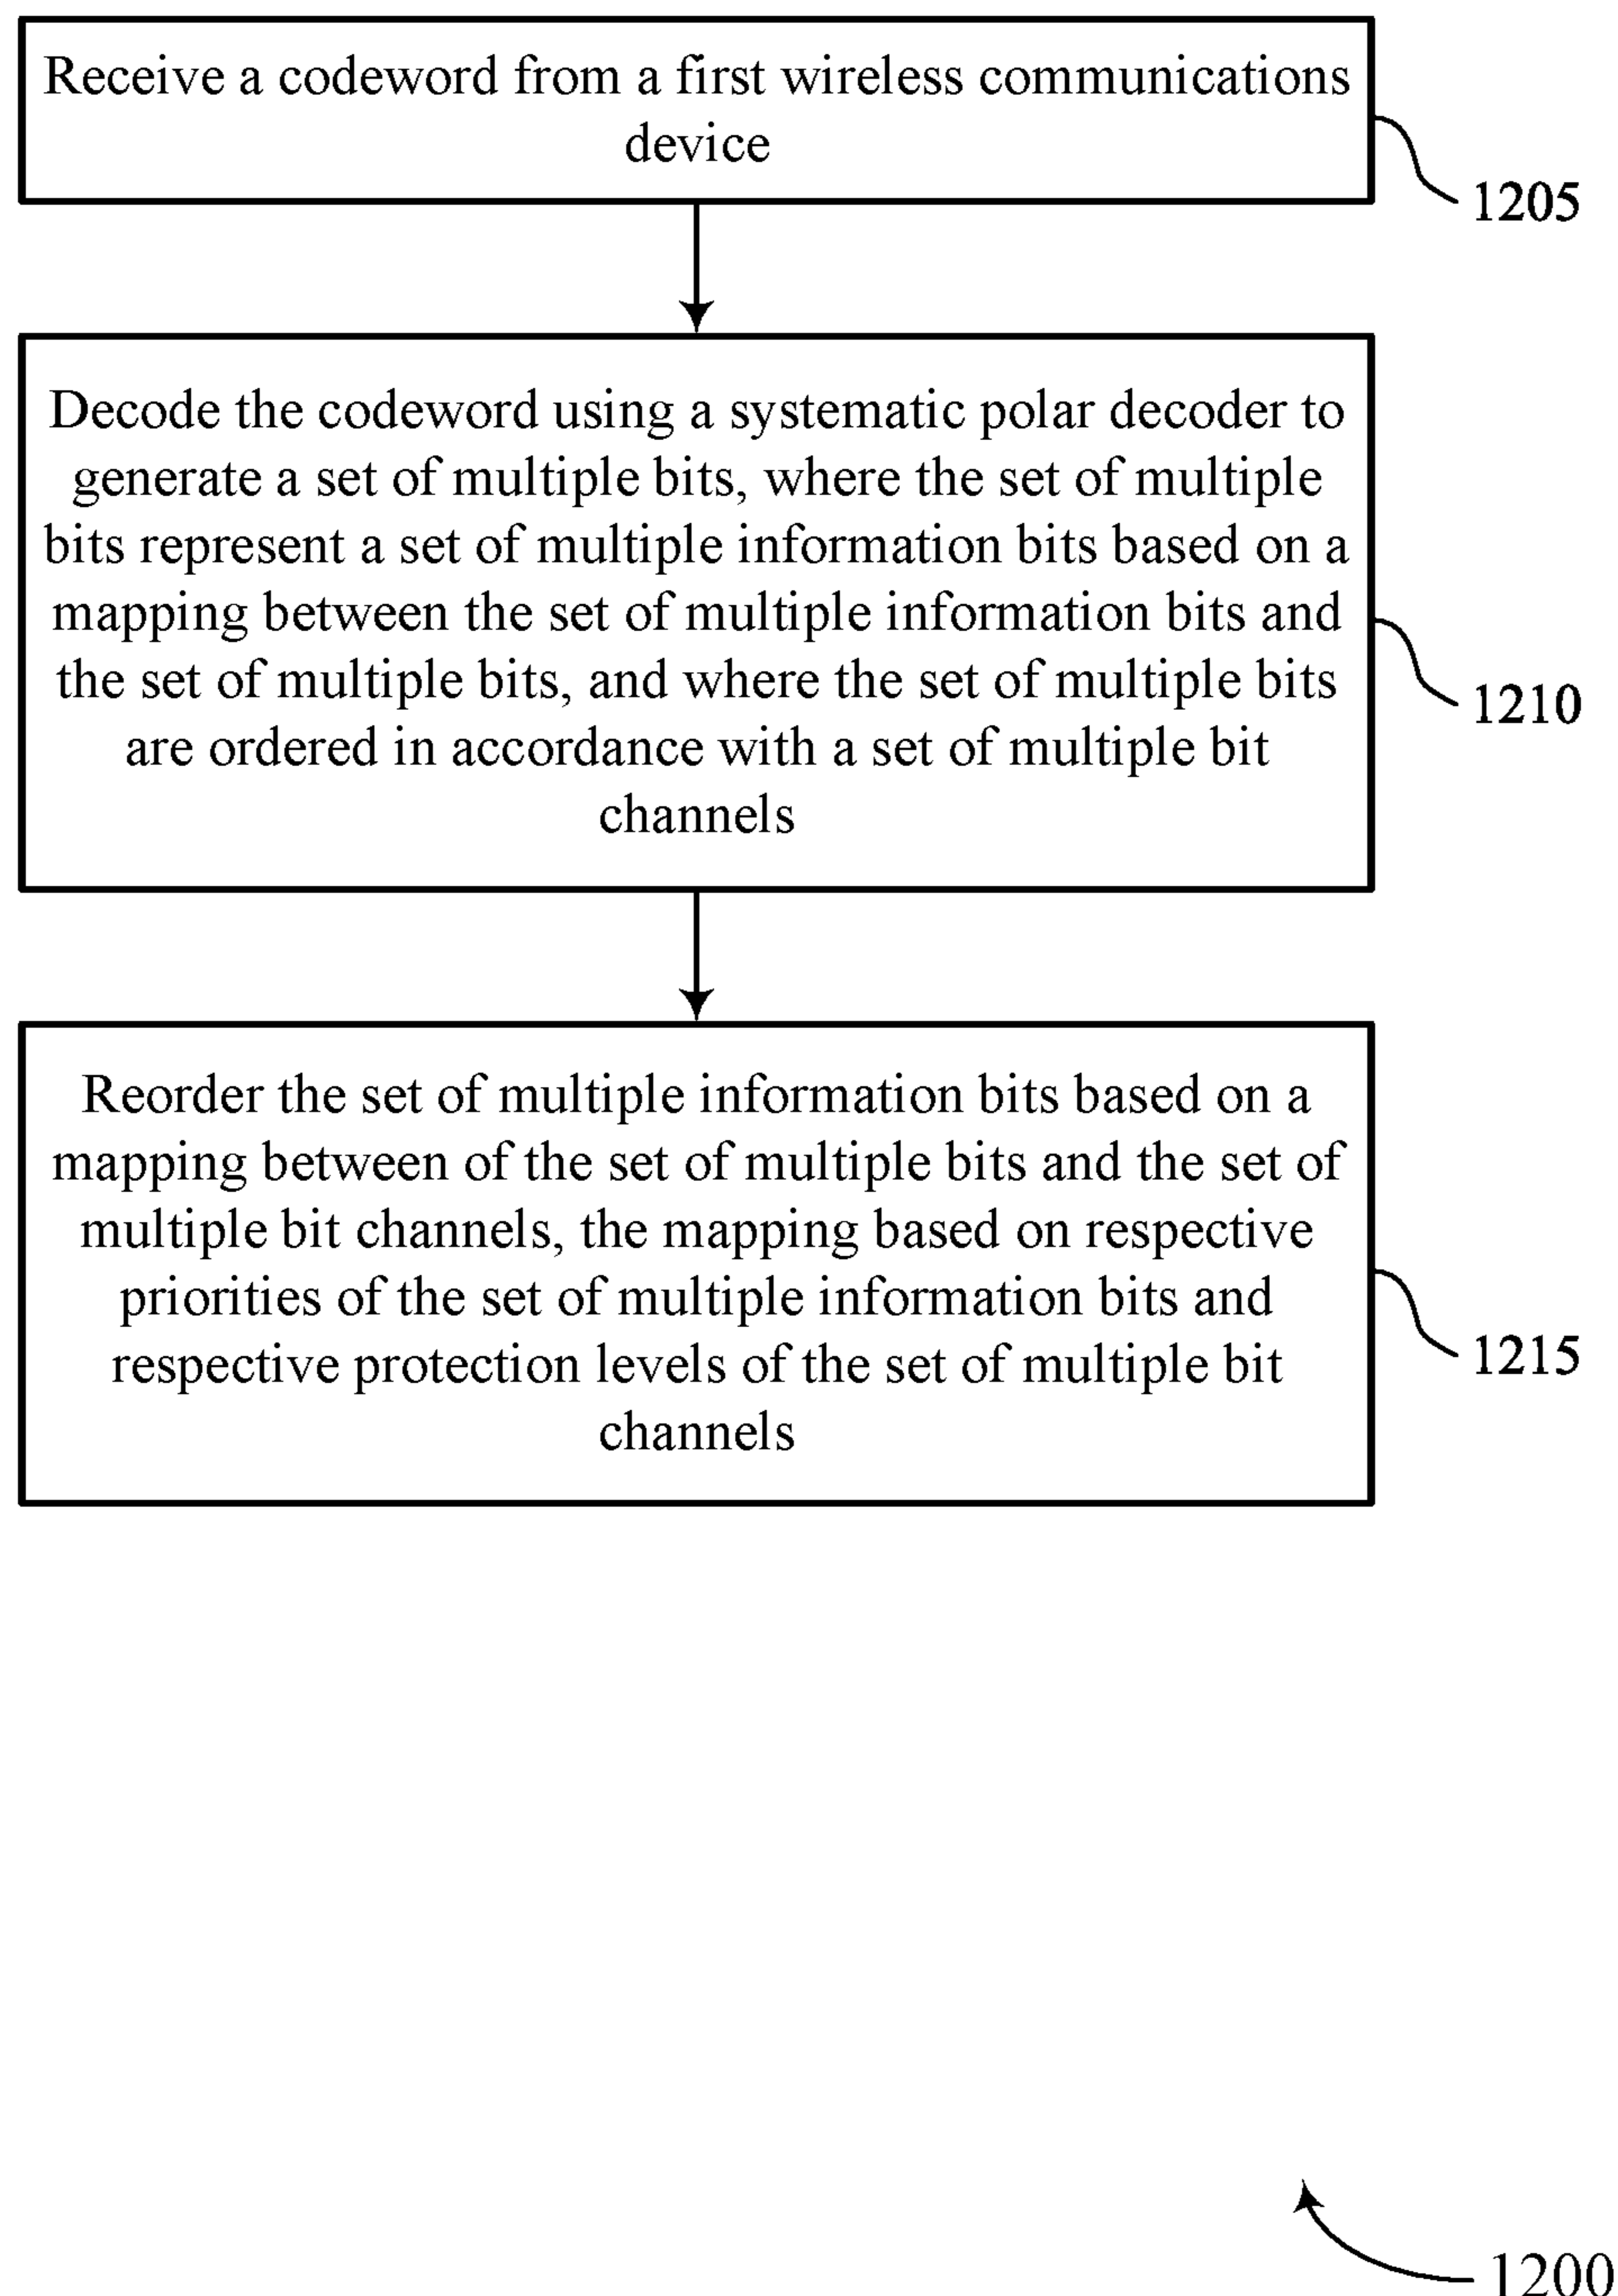 Receive a codeword from a first wireless communications
device
1205
Decode the codeword using a systematic polar decoder to
generate a set of multiple bits, where the set of multiple
bits represent a set of multiple information bits based on a
mapping between the set of multiple information bits and
the set of multiple bits, and where the set of multiple bits
are ordered in accordance with a set of multiple bit
channels
1210
Reorder the set of multiple information bits based on a
mapping between of the set of multiple bits and the set of
multiple bit channels, the mapping based on respective
priorities of the set of multiple information bits and
respective protection levels of the set of multiple bit
channels
1215
1200